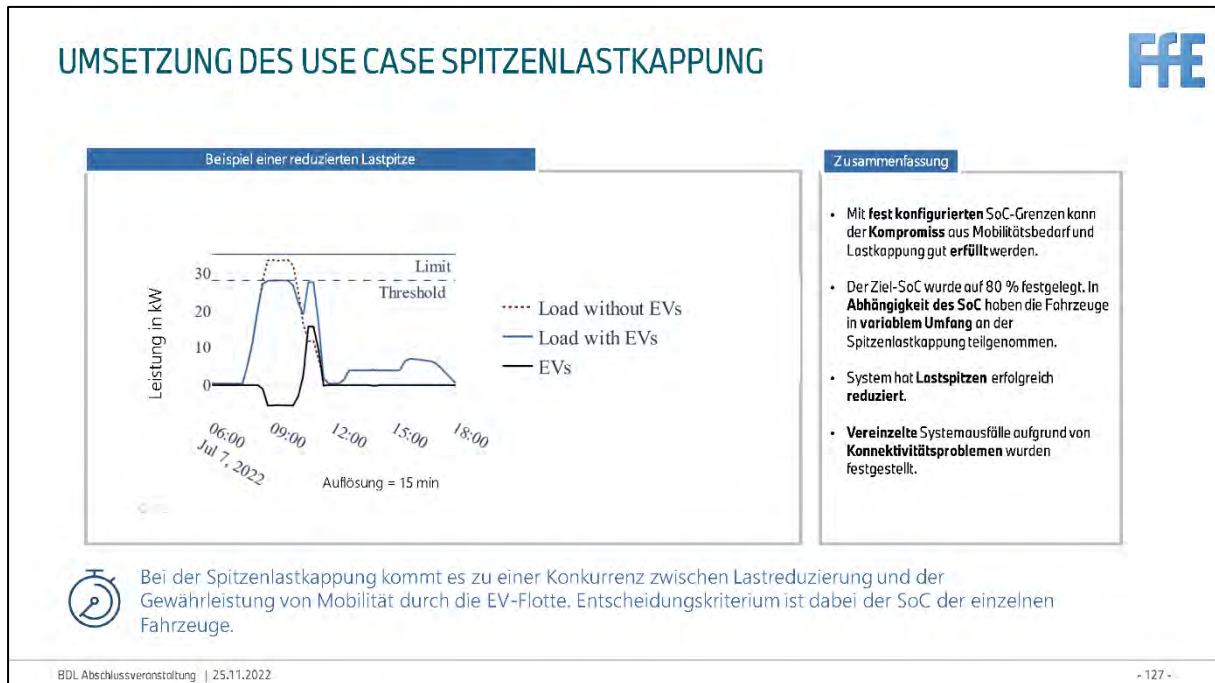 UMSETZUNG DES USE CASE SPITZENLASTKAPPUNG
FfE
Beispiel einer reduzierten Lastpitze
Leistung in kW
30
20
10
0
Limit
Threshold
Load without EVs
Load with EVs
EVs
06:00
09:00
12:00
15:00
18:00
Jul 7, 2022
Auflösung = 15 min
Zusammenfassung
• Mit fest konfigurierten SoC-Grenzen kann
der Kompromiss aus Mobilitätsbedarf und
Lastkappung gut erfüllt werden.
• Der Ziel-SoC wurde auf 80 % festgelegt. In
Abhängigkeit des SoC haben die Fahrzeuge
in variablem Umfang an der
Spitzenlastkappung teilgenommen.
• System hat Lastspitzen erfolgreich
reduziert.
• Vereinzelte Systemausfälle aufgrund von
Konnektivitätsproblemen wurden
festgestellt.
Bei der Spitzenlastkappung kommt es zu einer Konkurrenz zwischen Lastreduzierung und der
Gewährleistung von Mobilität durch die EV-Flotte. Entscheidungskriterium ist dabei der SoC der einzelnen
Fahrzeuge.
BDL Abschlussveranstaltung | 25.11.2022
- 127 -